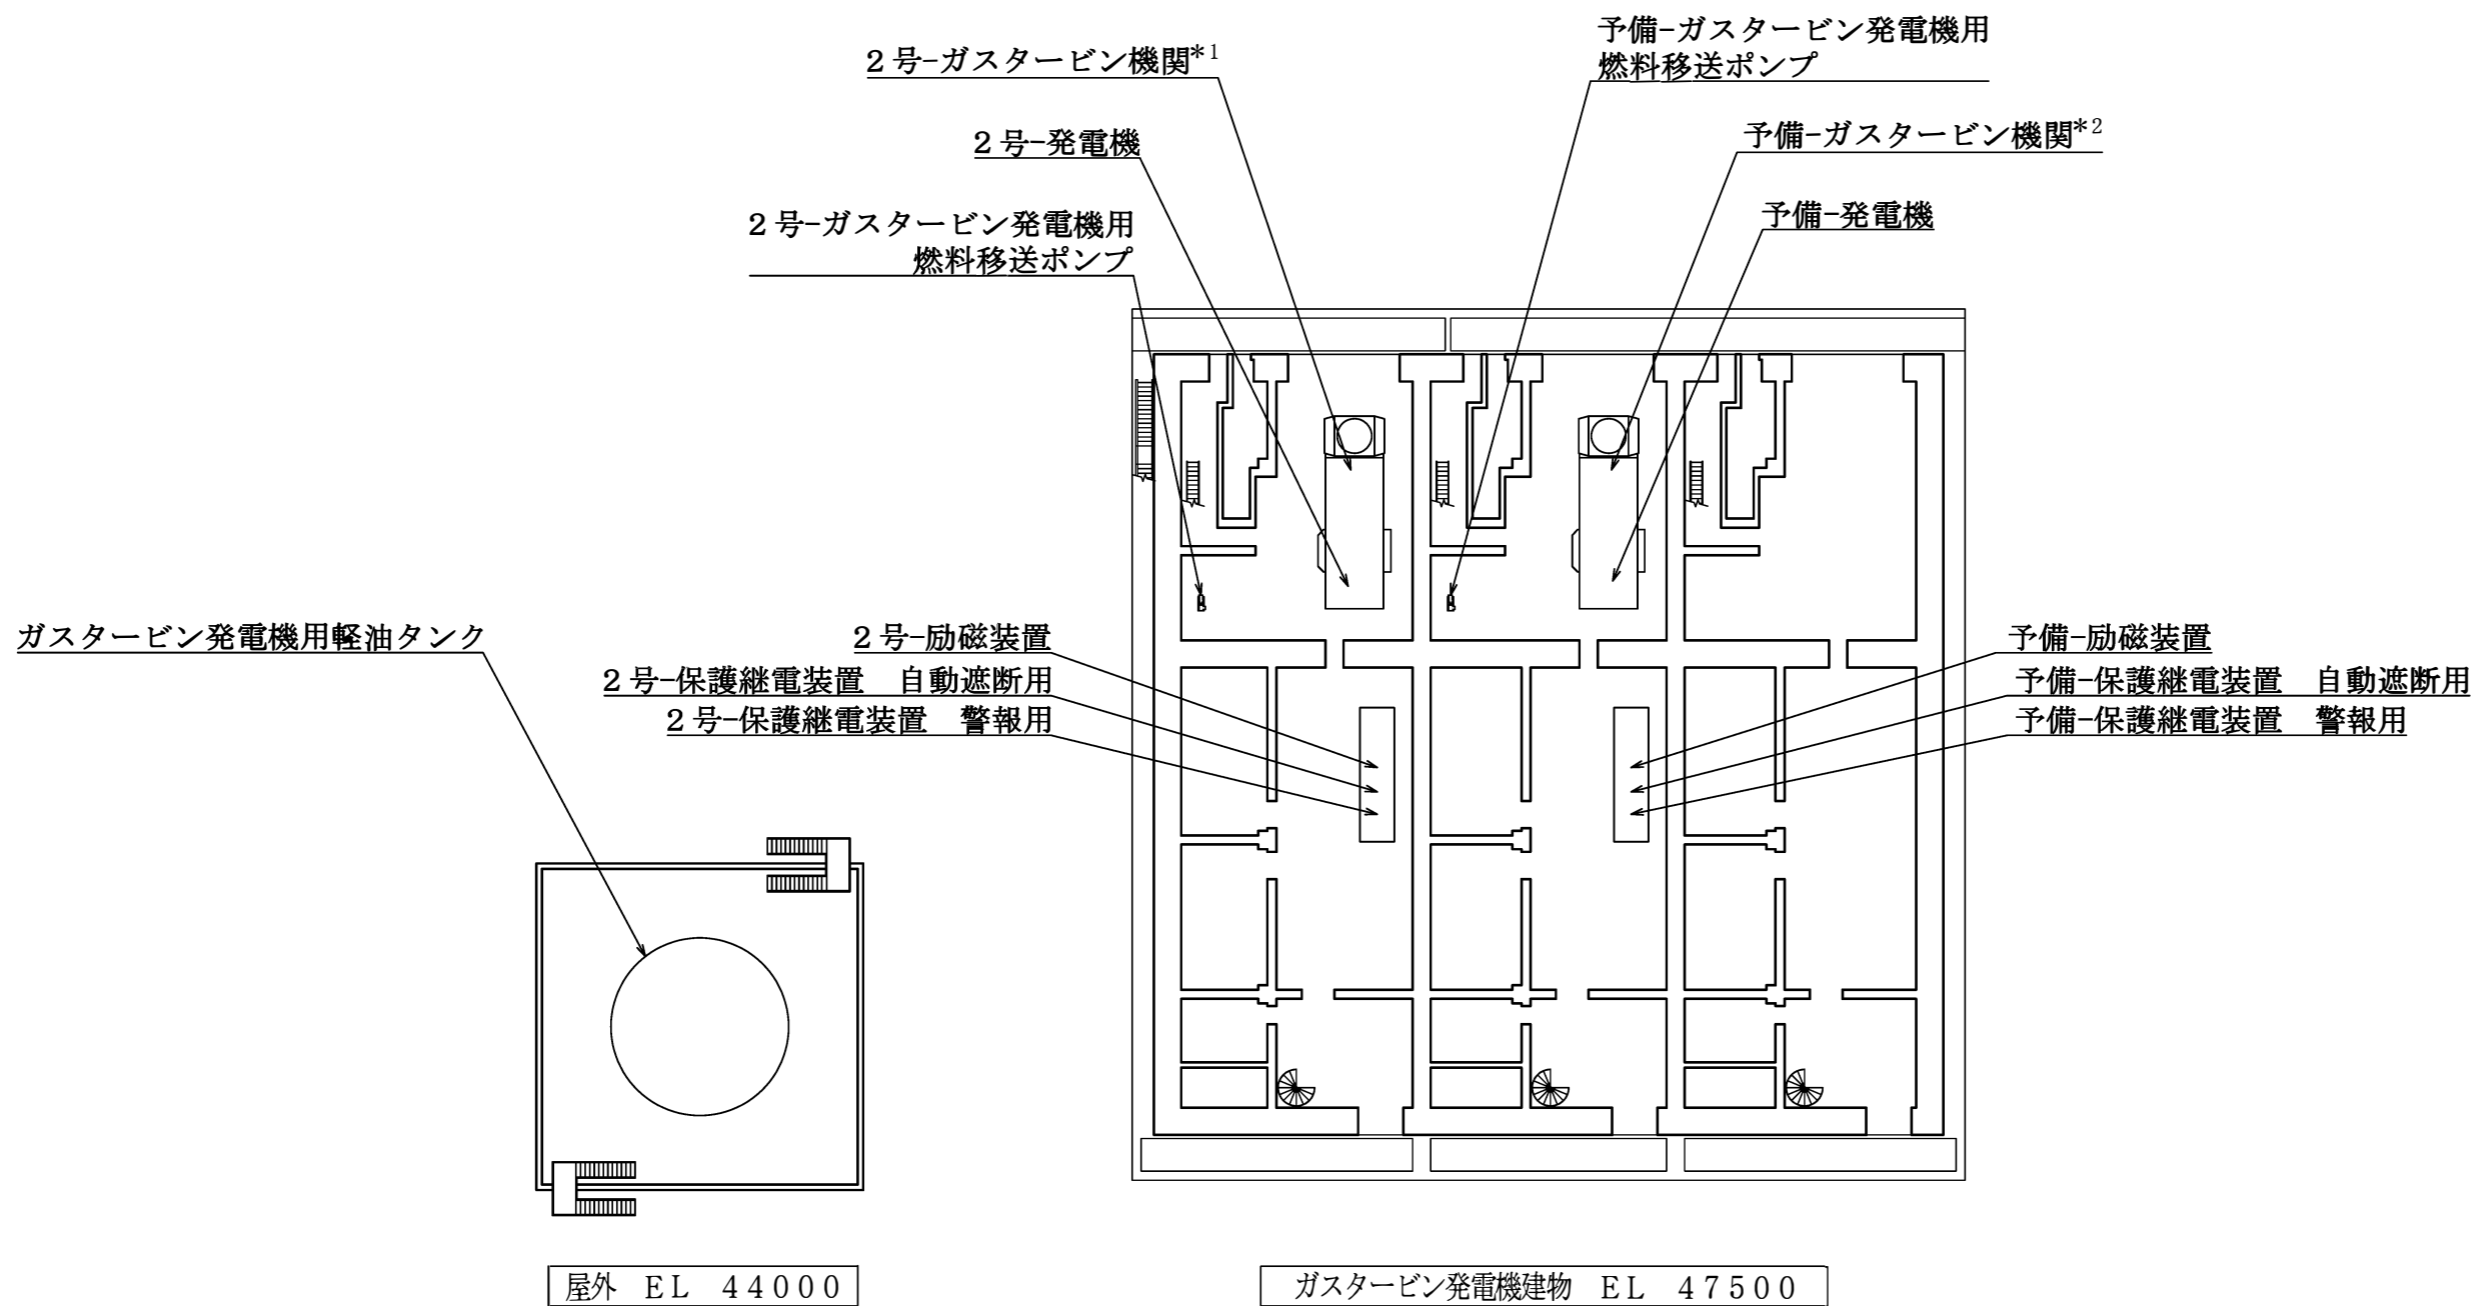 予備-ガスタービン発電機用
燃料移送ポンプ
2号-ガスタービン機関*1
予備-ガスタービン機関*2
2号-発電機
予備-発電機
2号-ガスタービン発電機用
燃料移送ポンプ
ガスタービン発電機用軽油タンク
2号-励磁装置
2号-保護継電装置　自動遮断用
2号-保護継電装置　警報用
予備-励磁装置
予備-保護継電装置　自動遮断用
予備-保護継電装置　警報用
屋外　EL　44000
ガスタービン発電機建物　EL　47500